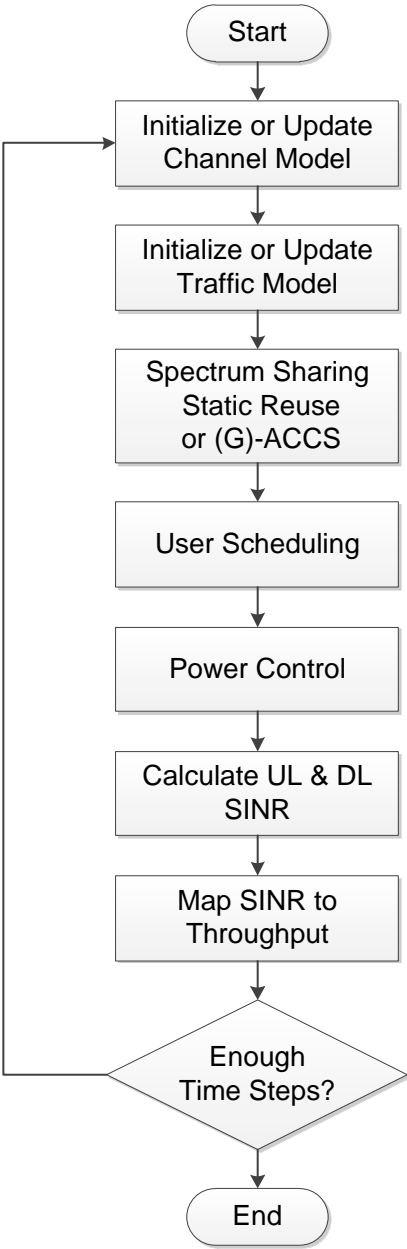 Start
Initialize or Update
Channel Model
Initialize or Update
Traffic Model
Spectrum Sharing
Static Reuse
or (G)-ACCS
User Scheduling
Power Control
Calculate UL & DL
SINR
Map SINR to
Throughput
Enough
Time Steps?
End